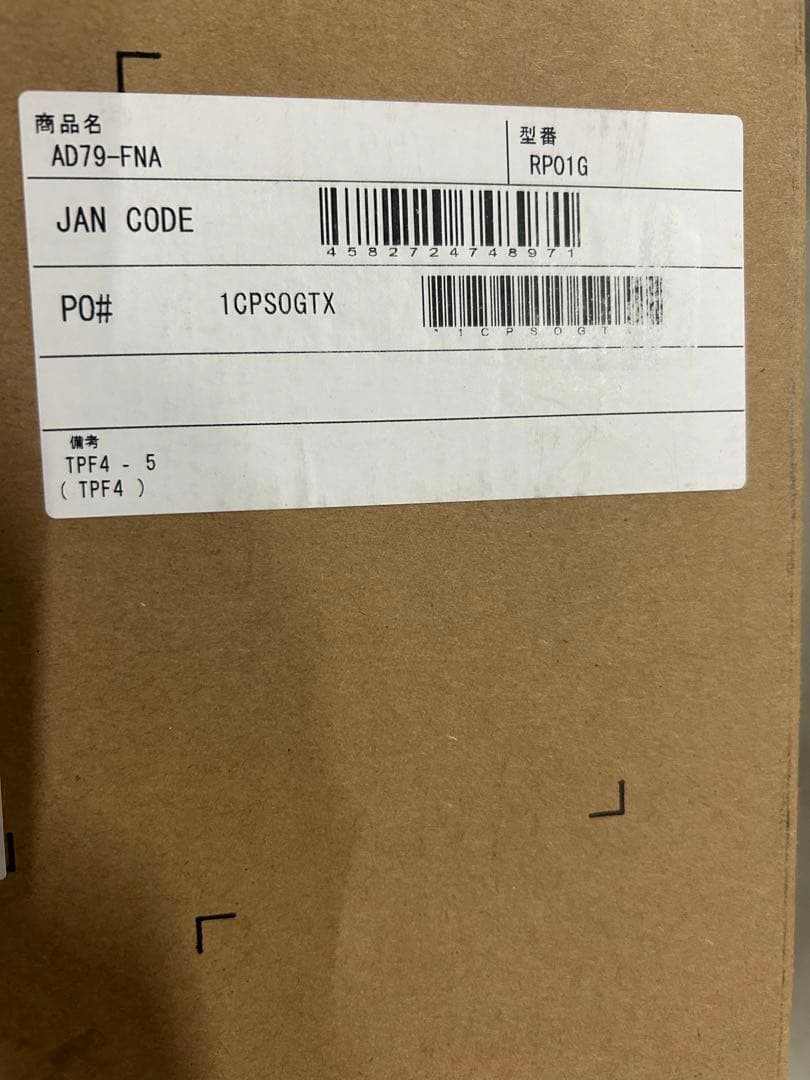 商品名
AD79-FNA
型番
RP01G
JAN CODE
4582724748971
PO#
1CPSOGTX
備考
TPF4 - 5
( TPF4 )